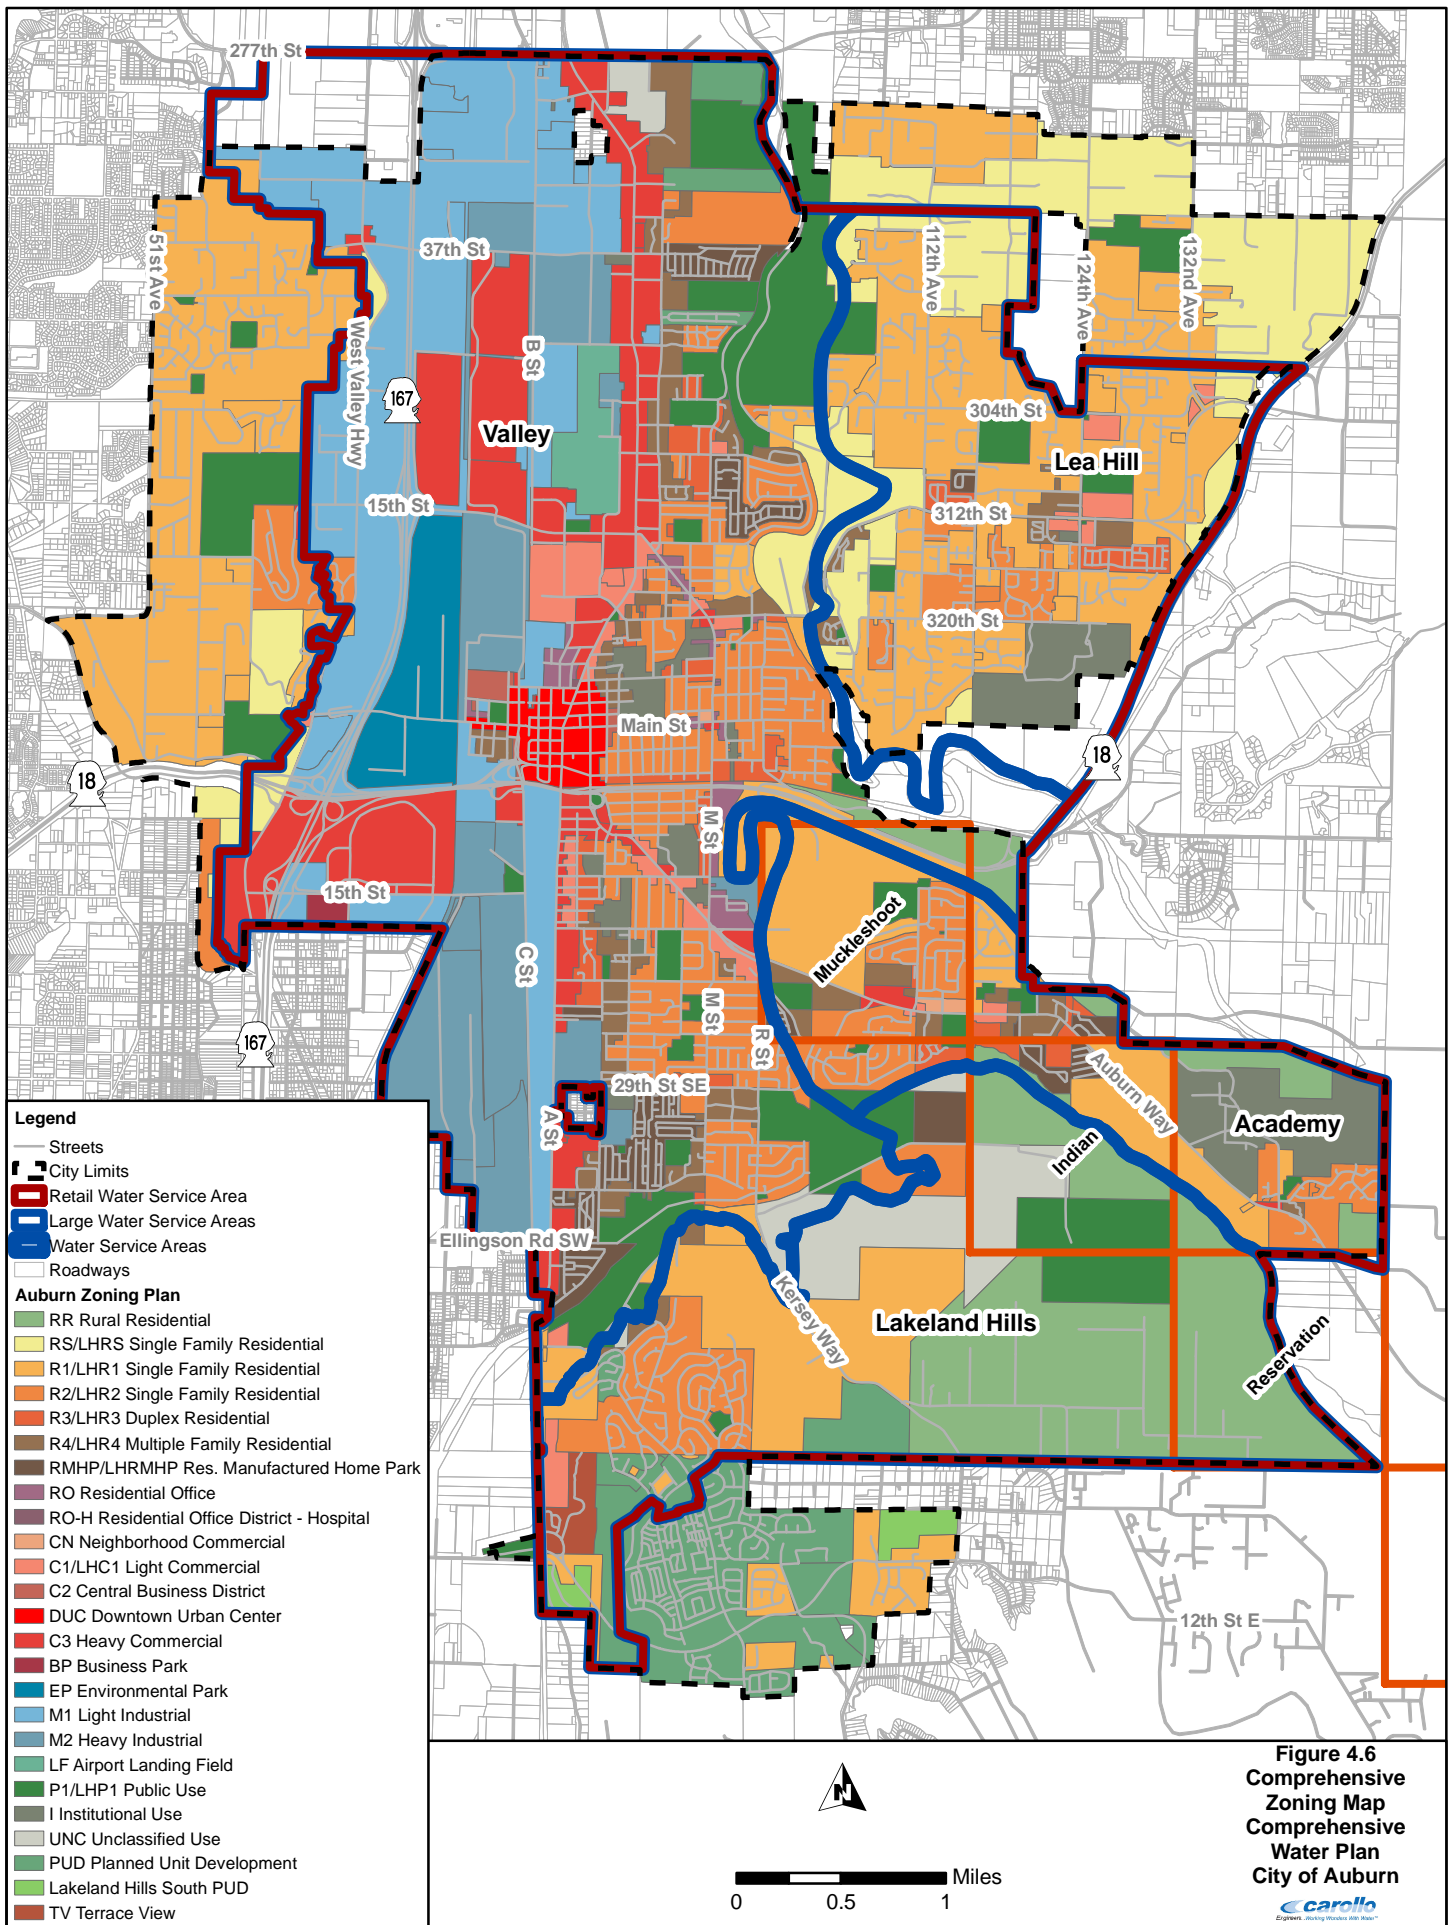 277th St
51st Ave
37th St
112th Ave
124th Ave
132nd Ave
West Valley Hwy
B St
167
304th St
Valley
Lea Hill
15th St
312th St
320th St
Main St
18
18
M St
15th St
Muckleshoot
C St
M St
R St
167
29th St SE
A St
Auburn Way
Academy
Indian
Ellingson Rd SW
Kersey Way
Lakeland Hills
Reservation
12th St E
Legend
Streets
City Limits
Retail Water Service Area
Large Water Service Areas
Water Service Areas
Roadways
Auburn Zoning Plan
RR Rural Residential
RS/LHRS Single Family Residential
R1/LHR1 Single Family Residential
R2/LHR2 Single Family Residential
R3/LHR3 Duplex Residential
R4/LHR4 Multiple Family Residential
RMHP/LHRMHP Res. Manufactured Home Park
RO Residential Office
RO-H Residential Office District - Hospital
CN Neighborhood Commercial
C1/LHC1 Light Commercial
C2 Central Business District
DUC Downtown Urban Center
C3 Heavy Commercial
BP Business Park
EP Environmental Park
M1 Light Industrial
M2 Heavy Industrial
LF Airport Landing Field
P1/LHP1 Public Use
I Institutional Use
UNC Unclassified Use
PUD Planned Unit Development
Lakeland Hills South PUD
TV Terrace View
N
Miles
0 0.5 1
Figure 4.6
Comprehensive
Zoning Map
Comprehensive
Water Plan
City of Auburn
carollo
Engineers...Working Wonders With Water™